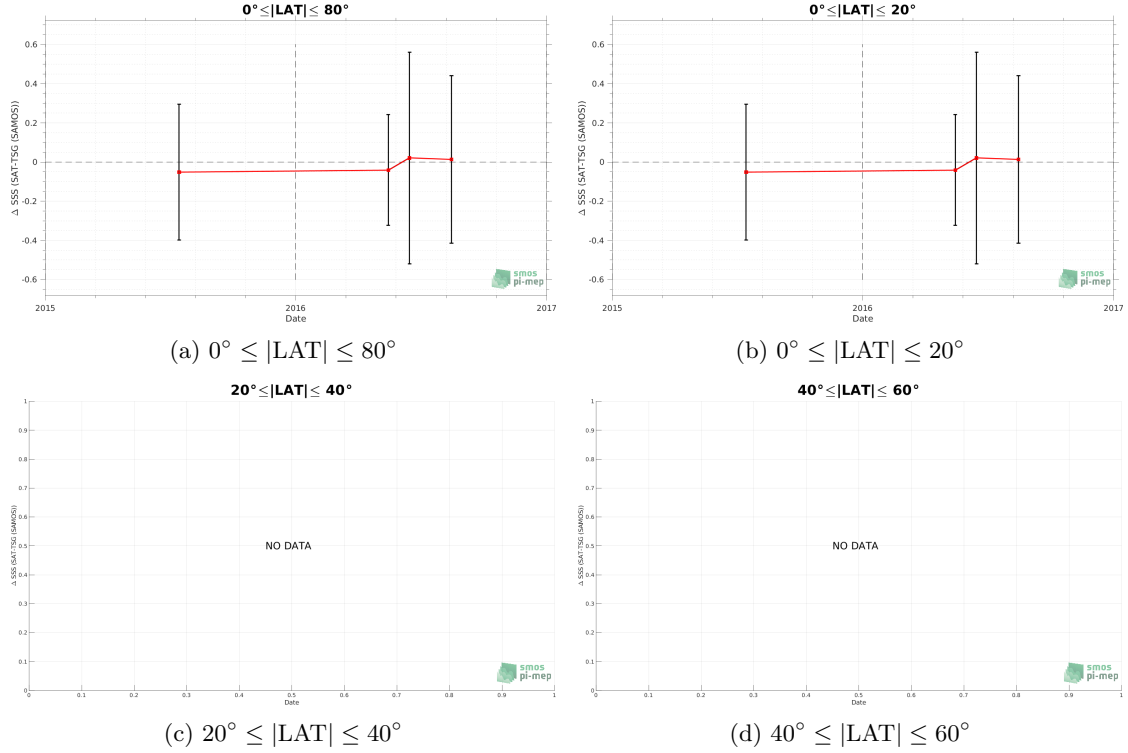 0°≤|LAT|≤ 80°
Δ SSS (SAT-TSG (SAMOS))
0.6
0.4
0.2
0
-0.2
-0.4
-0.6
2015
2016
2017
Date
smos
pi-mep
(a) 0° ≤ |LAT| ≤ 80°
0°≤|LAT|≤ 20°
Δ SSS (SAT-TSG (SAMOS))
0.6
0.4
0.2
0
-0.2
-0.4
-0.6
2015
2016
2017
Date
smos
pi-mep
(b) 0° ≤ |LAT| ≤ 20°
20°≤|LAT|≤ 40°
Δ SSS (SAT-TSG (SAMOS))
1
0.9
0.8
0.7
0.6
0.5
0.4
0.3
0.2
0.1
0
NO DATA
0 0.1 0.2 0.3 0.4 0.5 0.6 0.7 0.8 0.9 1
Date
smos
pi-mep
(c) 20° ≤ |LAT| ≤ 40°
40°≤|LAT|≤ 60°
Δ SSS (SAT-TSG (SAMOS))
1
0.9
0.8
0.7
0.6
0.5
0.4
0.3
0.2
0.1
0
NO DATA
0 0.1 0.2 0.3 0.4 0.5 0.6 0.7 0.8 0.9 1
Date
smos
pi-mep
(d) 40° ≤ |LAT| ≤ 60°